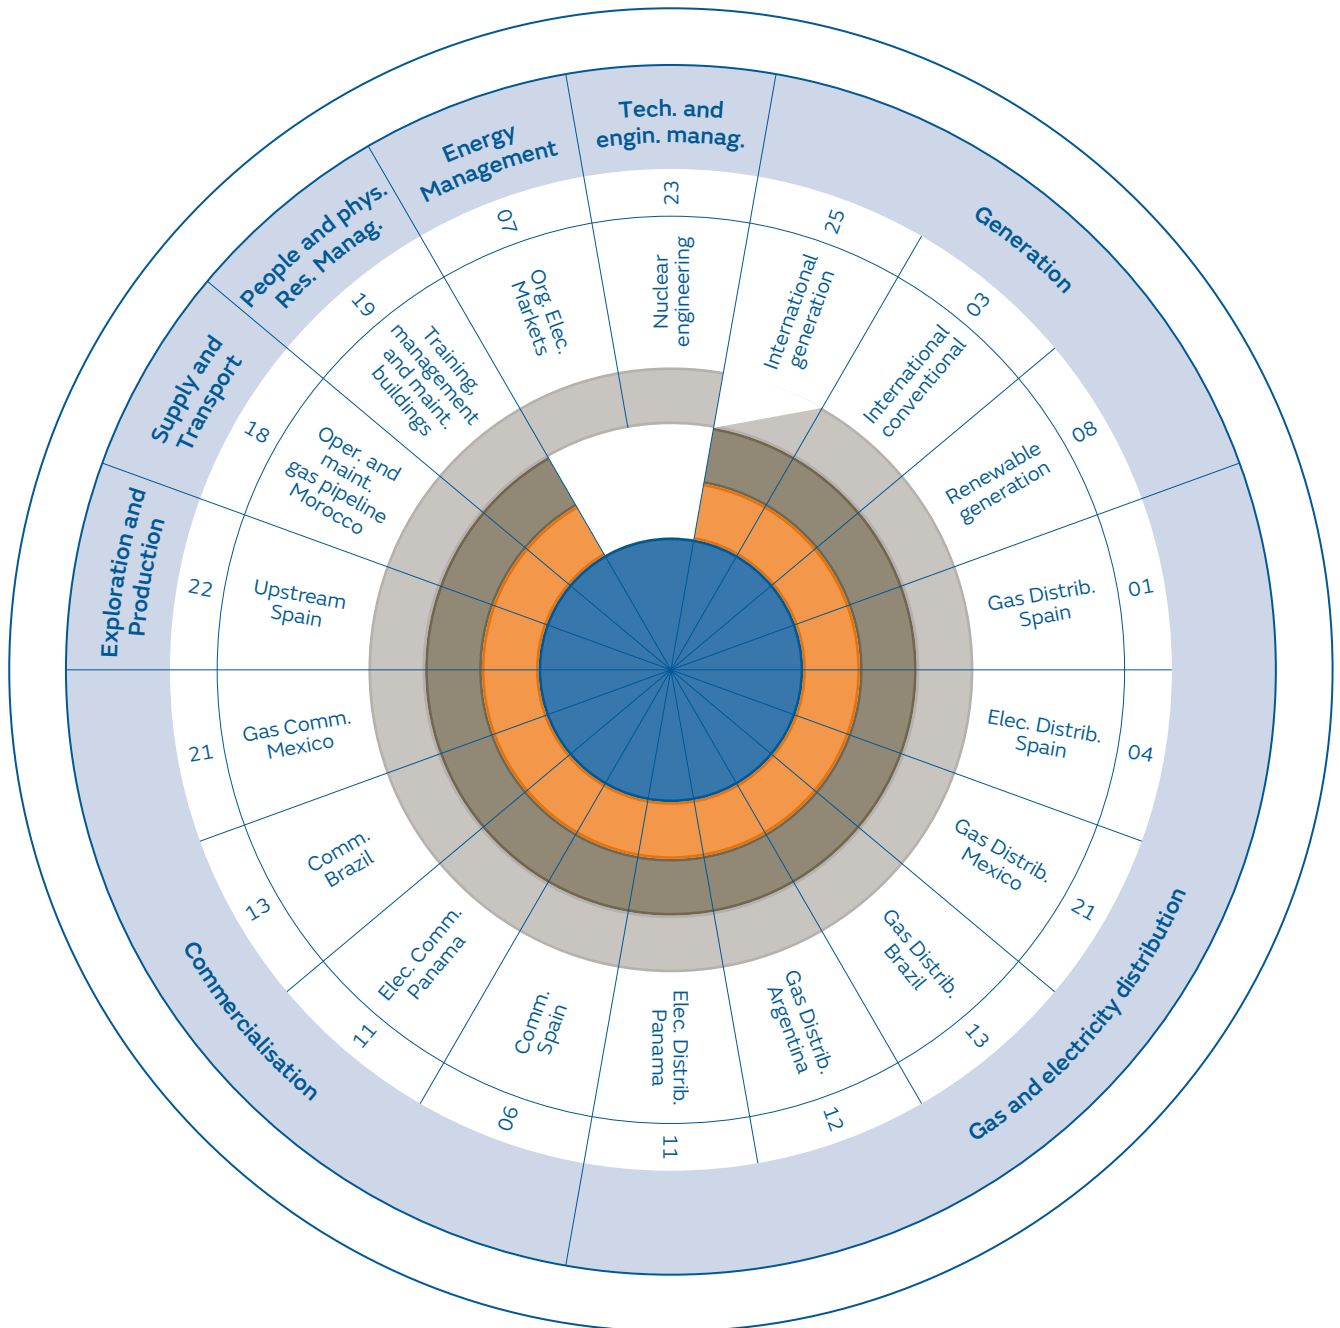 Tech. and
engin. manag.
23
Nuclear
engineering
Generation
25
International
generation
03
International
conventional
08
Renewable
generation
Gas and electricity distribution
01
Gas Distrib.
Spain
04
Elec. Distrib.
Spain
21
Gas Distrib.
Mexico
13
Gas Distrib.
Brazil
12
Gas Distrib.
Argentina
11
Elec. Distrib.
Panama
Commercialisation
06
Comm.
Spain
11
Elec. Comm.
Panama
13
Comm.
Brazil
21
Gas Comm.
Mexico
Exploration and
Production
22
Upstream
Spain
Supply and
Transport
18
Oper. and
maint.
gas pipeline
Morocco
People and phys.
Res. Manag.
19
Training,
management
and maint.
buildings
Energy
Management
07
Org. Elec.
Markets